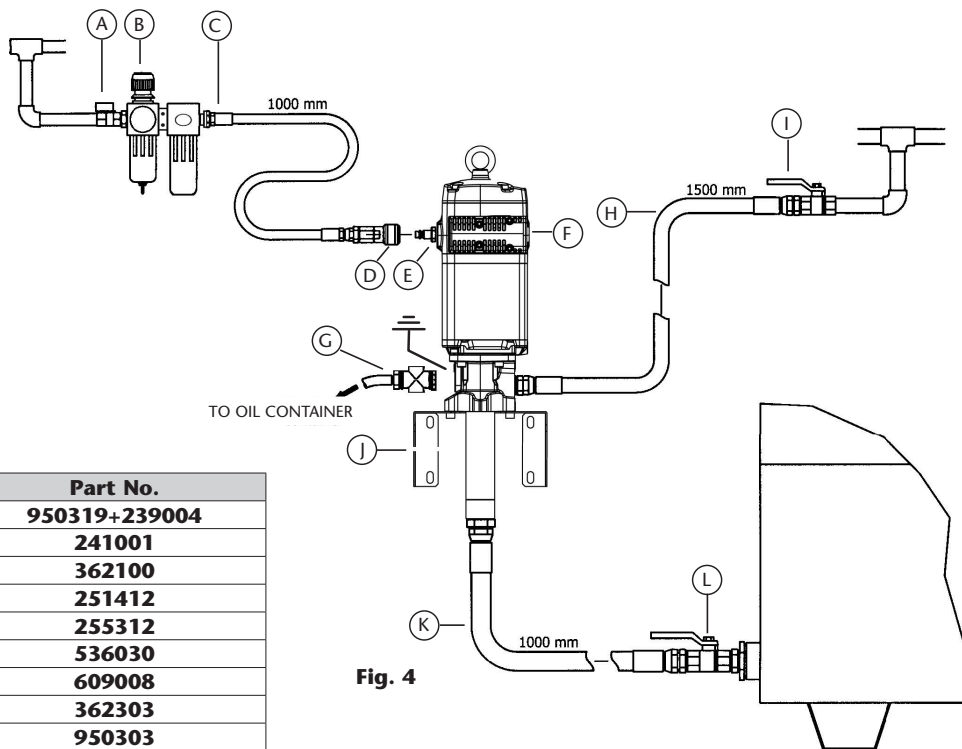 A B C
1000 mm
I
1500 mm
H
D E F
G
TO OIL CONTAINER
J
Part No.
950319+239004
241001
362100
251412
255312
536030
609008
362303
950303
L
K
1000 mm
Fig. 4